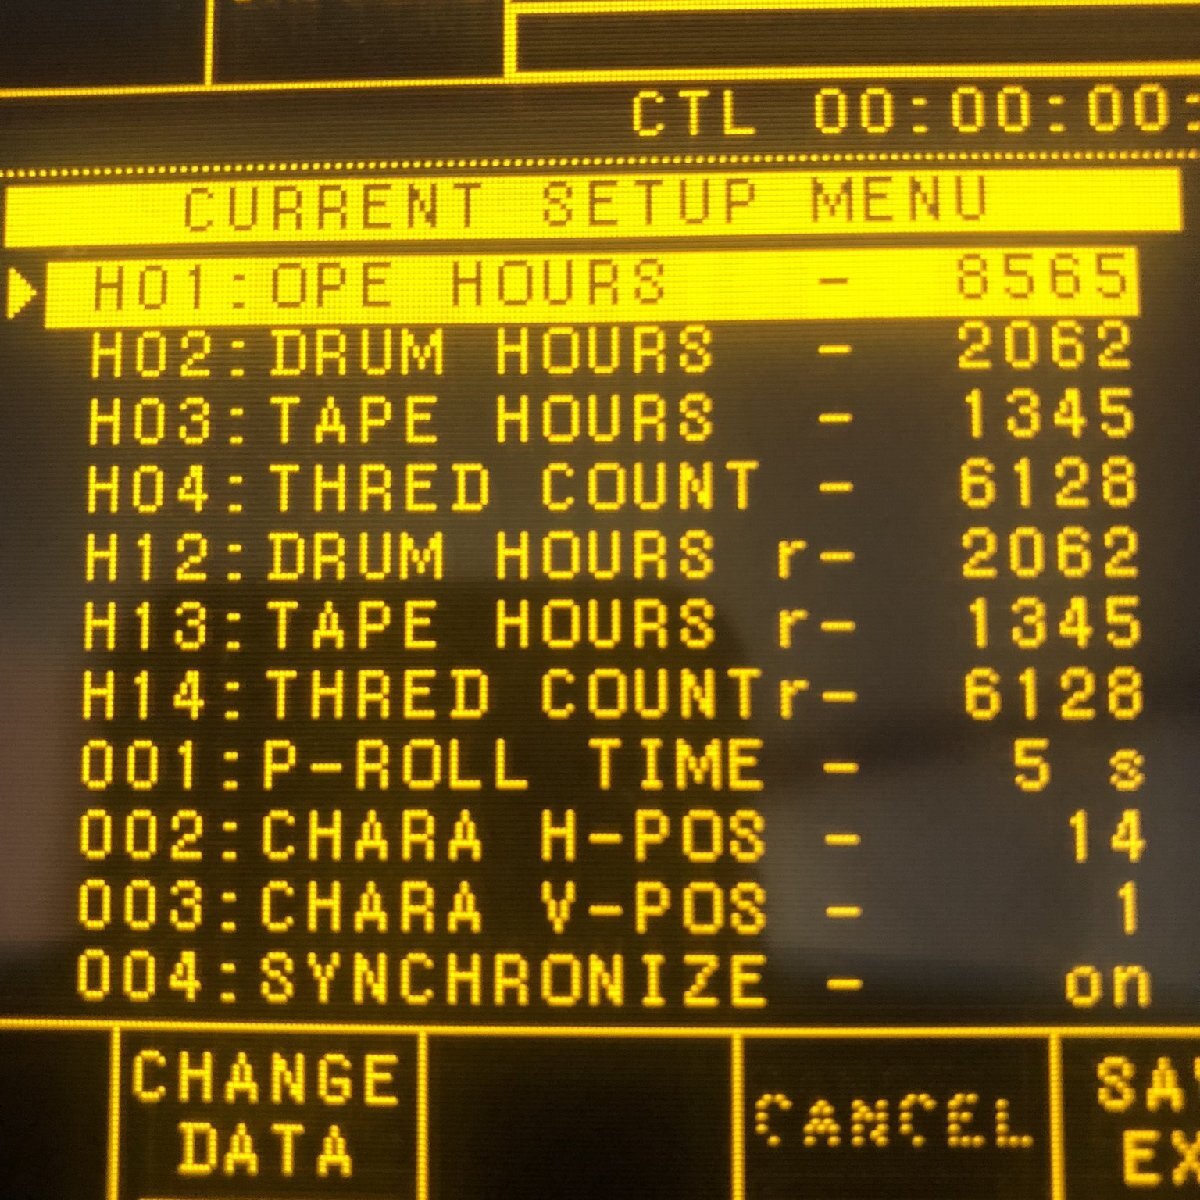 CTL 00:00:00:
CURRENT SETUP MENU
H01:OPE HOURS - 8565
H02:DRUM HOURS - 2062
H03:TAPE HOURS - 1345
H04:THRED COUNT - 6128
H12:DRUM HOURS r- 2062
H13:TAPE HOURS r- 1345
H14:THRED COUNTr- 6128
001:P-ROLL TIME - 5 s
002:CHARA H-POS - 14
003:CHARA V-POS - 1
004:SYNCHRONIZE - on
CHANGE
DATA
CANCEL